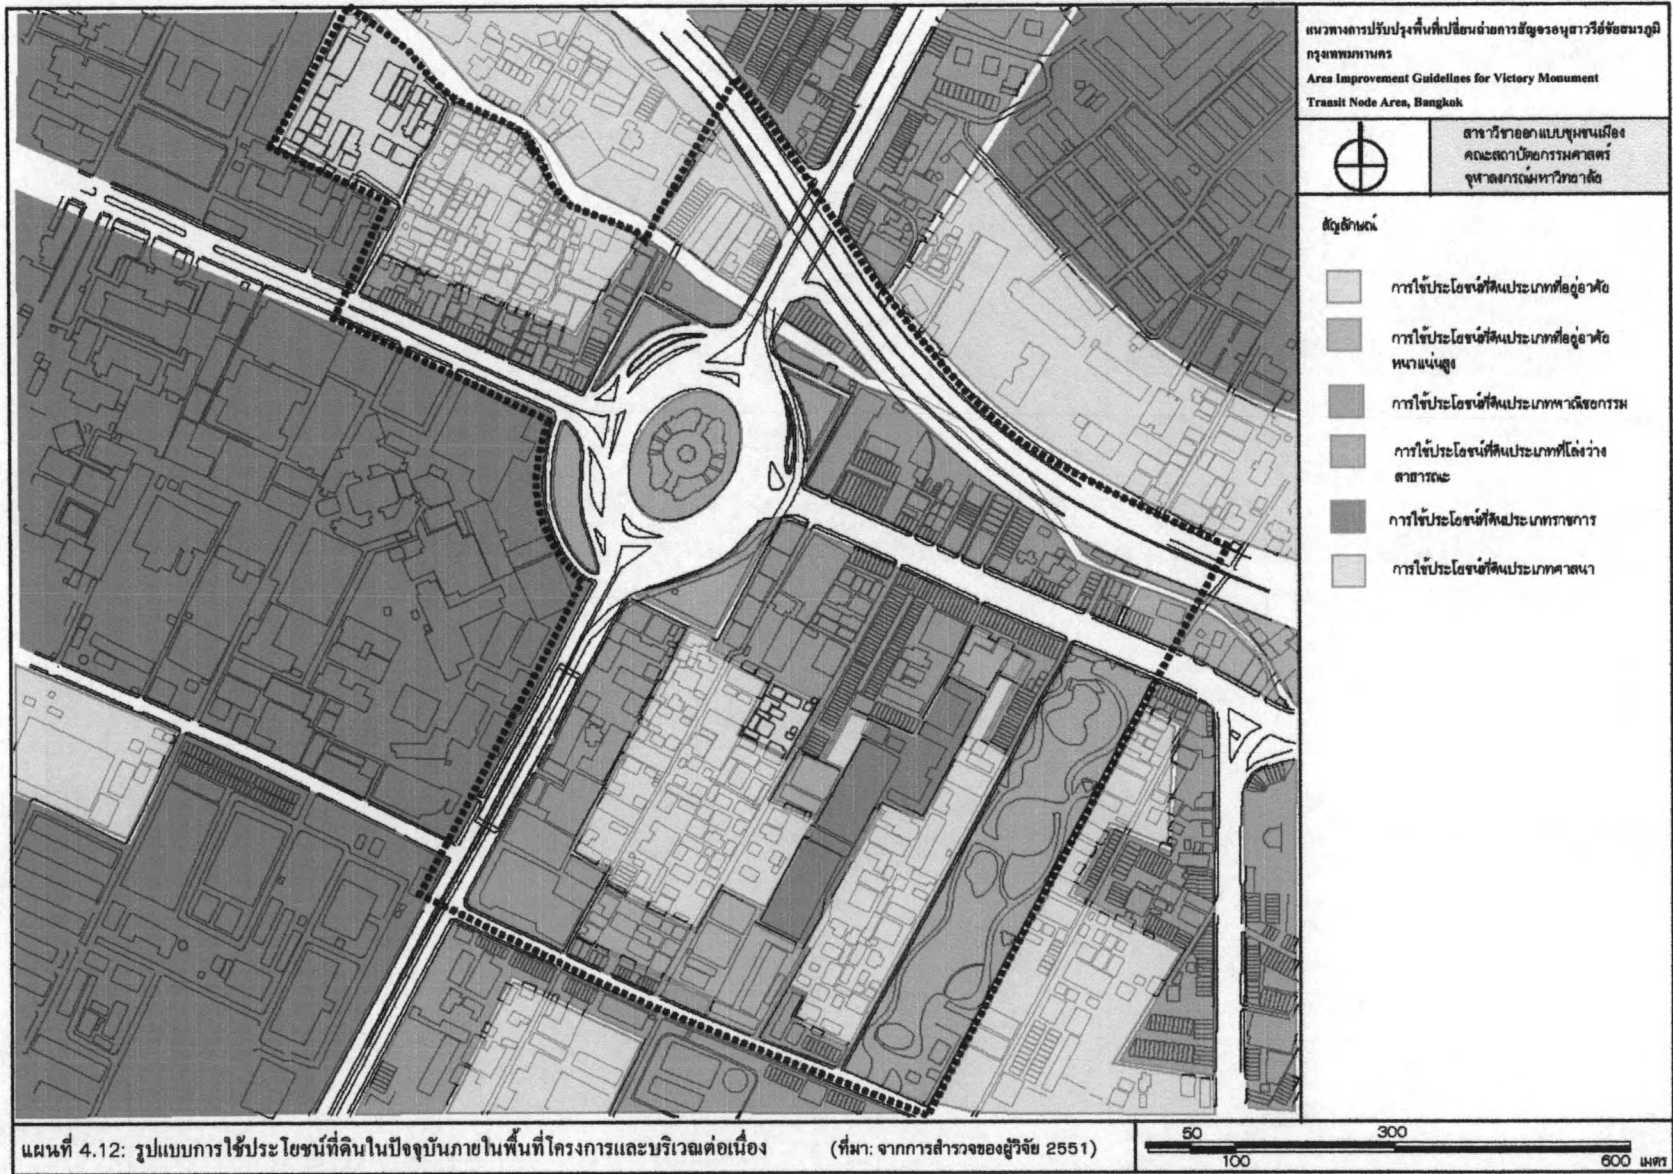 แนวทางการปรับปรุงพื้นที่เปลี่ยนถ่ายการสัญจรอนุสาวรีย์ชัยสมรภูมิ
กรุงเทพมหานคร
Area Improvement Guidelines for Victory Monument
Transit Node Area, Bangkok
สาขาวิชาออกแบบชุมชนเมือง
คณะสถาปัตยกรรมศาสตร์
จุฬาลงกรณ์มหาวิทยาลัย
สัญลักษณ์
การใช้ประโยชน์ที่ดินประเภทที่อยู่อาศัย
การใช้ประโยชน์ที่ดินประเภทที่อยู่อาศัย
หนาแน่นสูง
การใช้ประโยชน์ที่ดินประเภทพาณิชยกรรม
การใช้ประโยชน์ที่ดินประเภทที่โล่งว่าง
สาธารณะ
การใช้ประโยชน์ที่ดินประเภทราชการ
การใช้ประโยชน์ที่ดินประเภทศาสนา
แผนที่ 4.12: รูปแบบการใช้ประโยชน์ที่ดินในปัจจุบันภายในพื้นที่โครงการและบริเวณต่อเนื่อง (ที่มา: จากการสำรวจของผู้วิจัย 2551)
50 300
100 600 เมตร